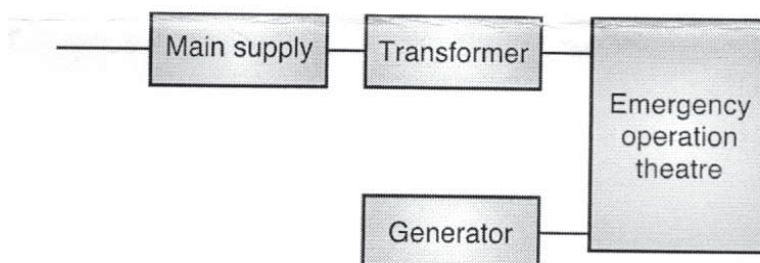 Main supply
Transformer
Emergency
operation
theatre
Generator